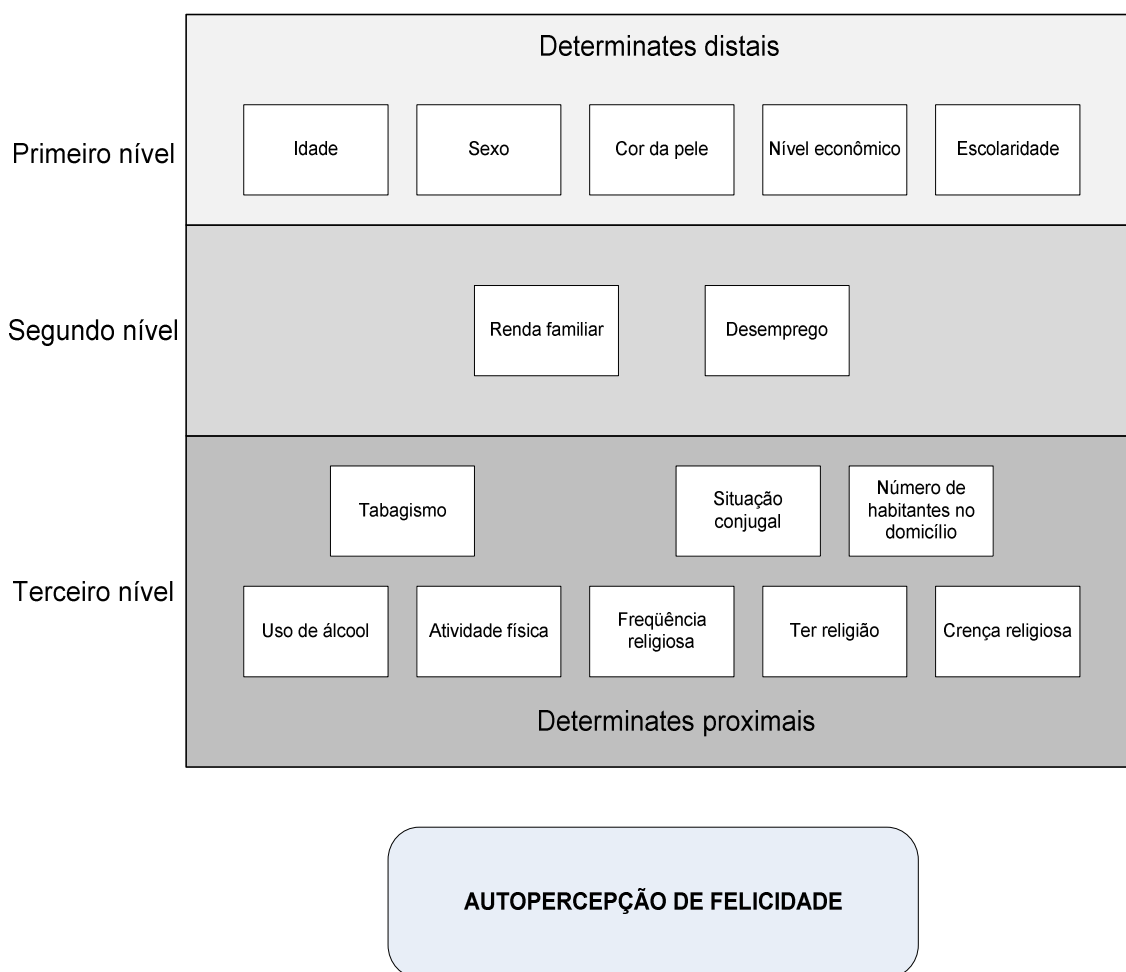 Determinates distais
Primeiro nível
Idade
Sexo
Cor da pele
Nível econômico
Escolaridade
Segundo nível
Renda familiar
Desemprego
Terceiro nível
Tabagismo
Situação
conjugal
Número de
habitantes no
domicílio
Uso de álcool
Atividade física
Freqüência
religiosa
Ter religião
Crença religiosa
Determinates proximais
AUTOPERCEPÇÃO DE FELICIDADE